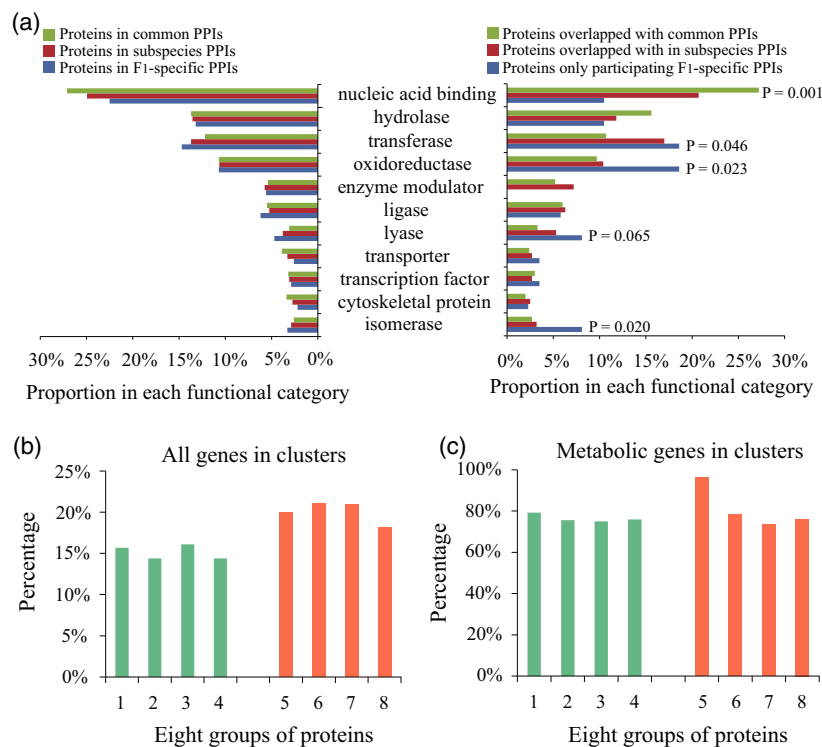 (a)
Proteins in common PPIs
Proteins in subspecies PPIs
Proteins in F1-specific PPIs
Proteins overlapped with common PPIs
Proteins overlapped with in subspecies PPIs
Proteins only participating F1-specific PPIs
nucleic acid binding
P = 0.001
hydrolase
transferase
P = 0.046
oxidoreductase
P = 0.023
enzyme modulator
ligase
lyase
P = 0.065
transporter
transcription factor
cytoskeletal protein
isomerase
P = 0.020
30% 25% 20% 15% 10% 5% 0%
0% 5% 10% 15% 20% 25% 30%
Proportion in each functional category
Proportion in each functional category
(b)
All genes in clusters
25%
20%
15%
10%
5%
0%
Percentage
1 2 3 4 5 6 7 8
Eight groups of proteins
(c)
Metabolic genes in clusters
100%
80%
60%
40%
20%
0%
Percentage
1 2 3 4 5 6 7 8
Eight groups of proteins